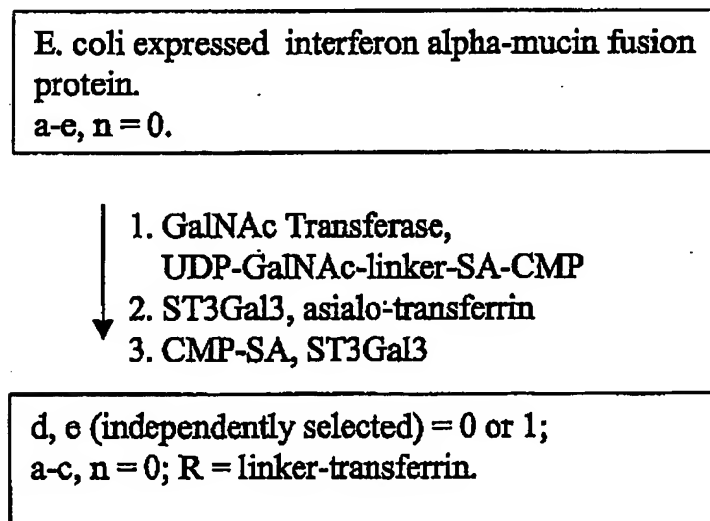 E. coli expressed interferon alpha-mucin fusion
protein.
a-e, n = 0.
1. GalNAc Transferase,
UDP-GalNAc-linker-SA-CMP
2. ST3Gal3, asialo-transferrin
3. CMP-SA, ST3Gal3
d, e (independently selected) = 0 or 1;
a-c, n = 0; R = linker-transferrin.